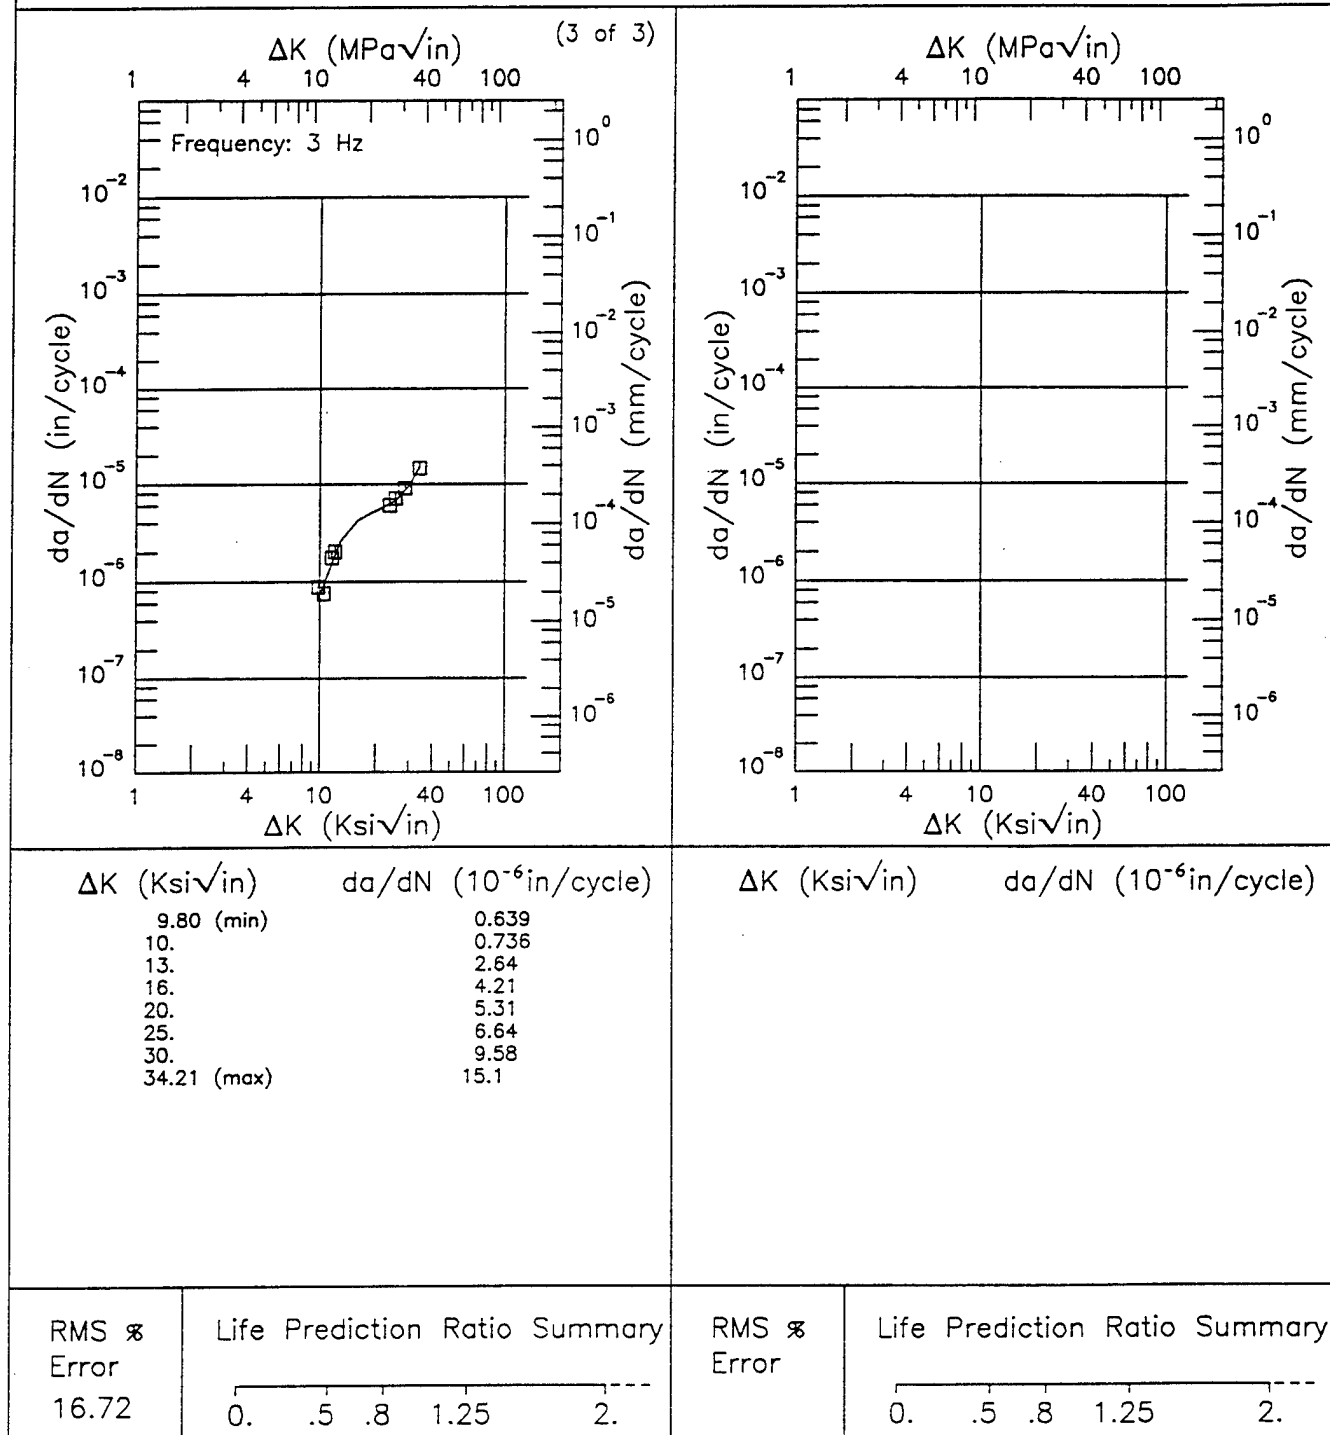 (3 of 3)
ΔK (MPa√in)
1 4 10 40 100
Frequency: 3 Hz
da/dN (in/cycle)
10⁻²
10⁻³
10⁻⁴
10⁻⁵
10⁻⁶
10⁻⁷
10⁻⁸
10⁰
10⁻¹
10⁻²
10⁻³
10⁻⁴
10⁻⁵
10⁻⁶
da/dN (mm/cycle)
1 4 10 40 100
ΔK (Ksi√in)
ΔK (MPa√in)
1 4 10 40 100
da/dN (in/cycle)
10⁻²
10⁻³
10⁻⁴
10⁻⁵
10⁻⁶
10⁻⁷
10⁻⁸
10⁰
10⁻¹
10⁻²
10⁻³
10⁻⁴
10⁻⁵
10⁻⁶
da/dN (mm/cycle)
1 4 10 40 100
ΔK (Ksi√in)
ΔK (Ksi√in) da/dN (10⁻⁶in/cycle)
9.80 (min) 0.639
10. 0.736
13. 2.64
16. 4.21
20. 5.31
25. 6.64
30. 9.58
34.21 (max) 15.1
ΔK (Ksi√in) da/dN (10⁻⁶in/cycle)
RMS %
Error
16.72
Life Prediction Ratio Summary
0. .5 .8 1.25 2.
RMS %
Error
Life Prediction Ratio Summary
0. .5 .8 1.25 2.